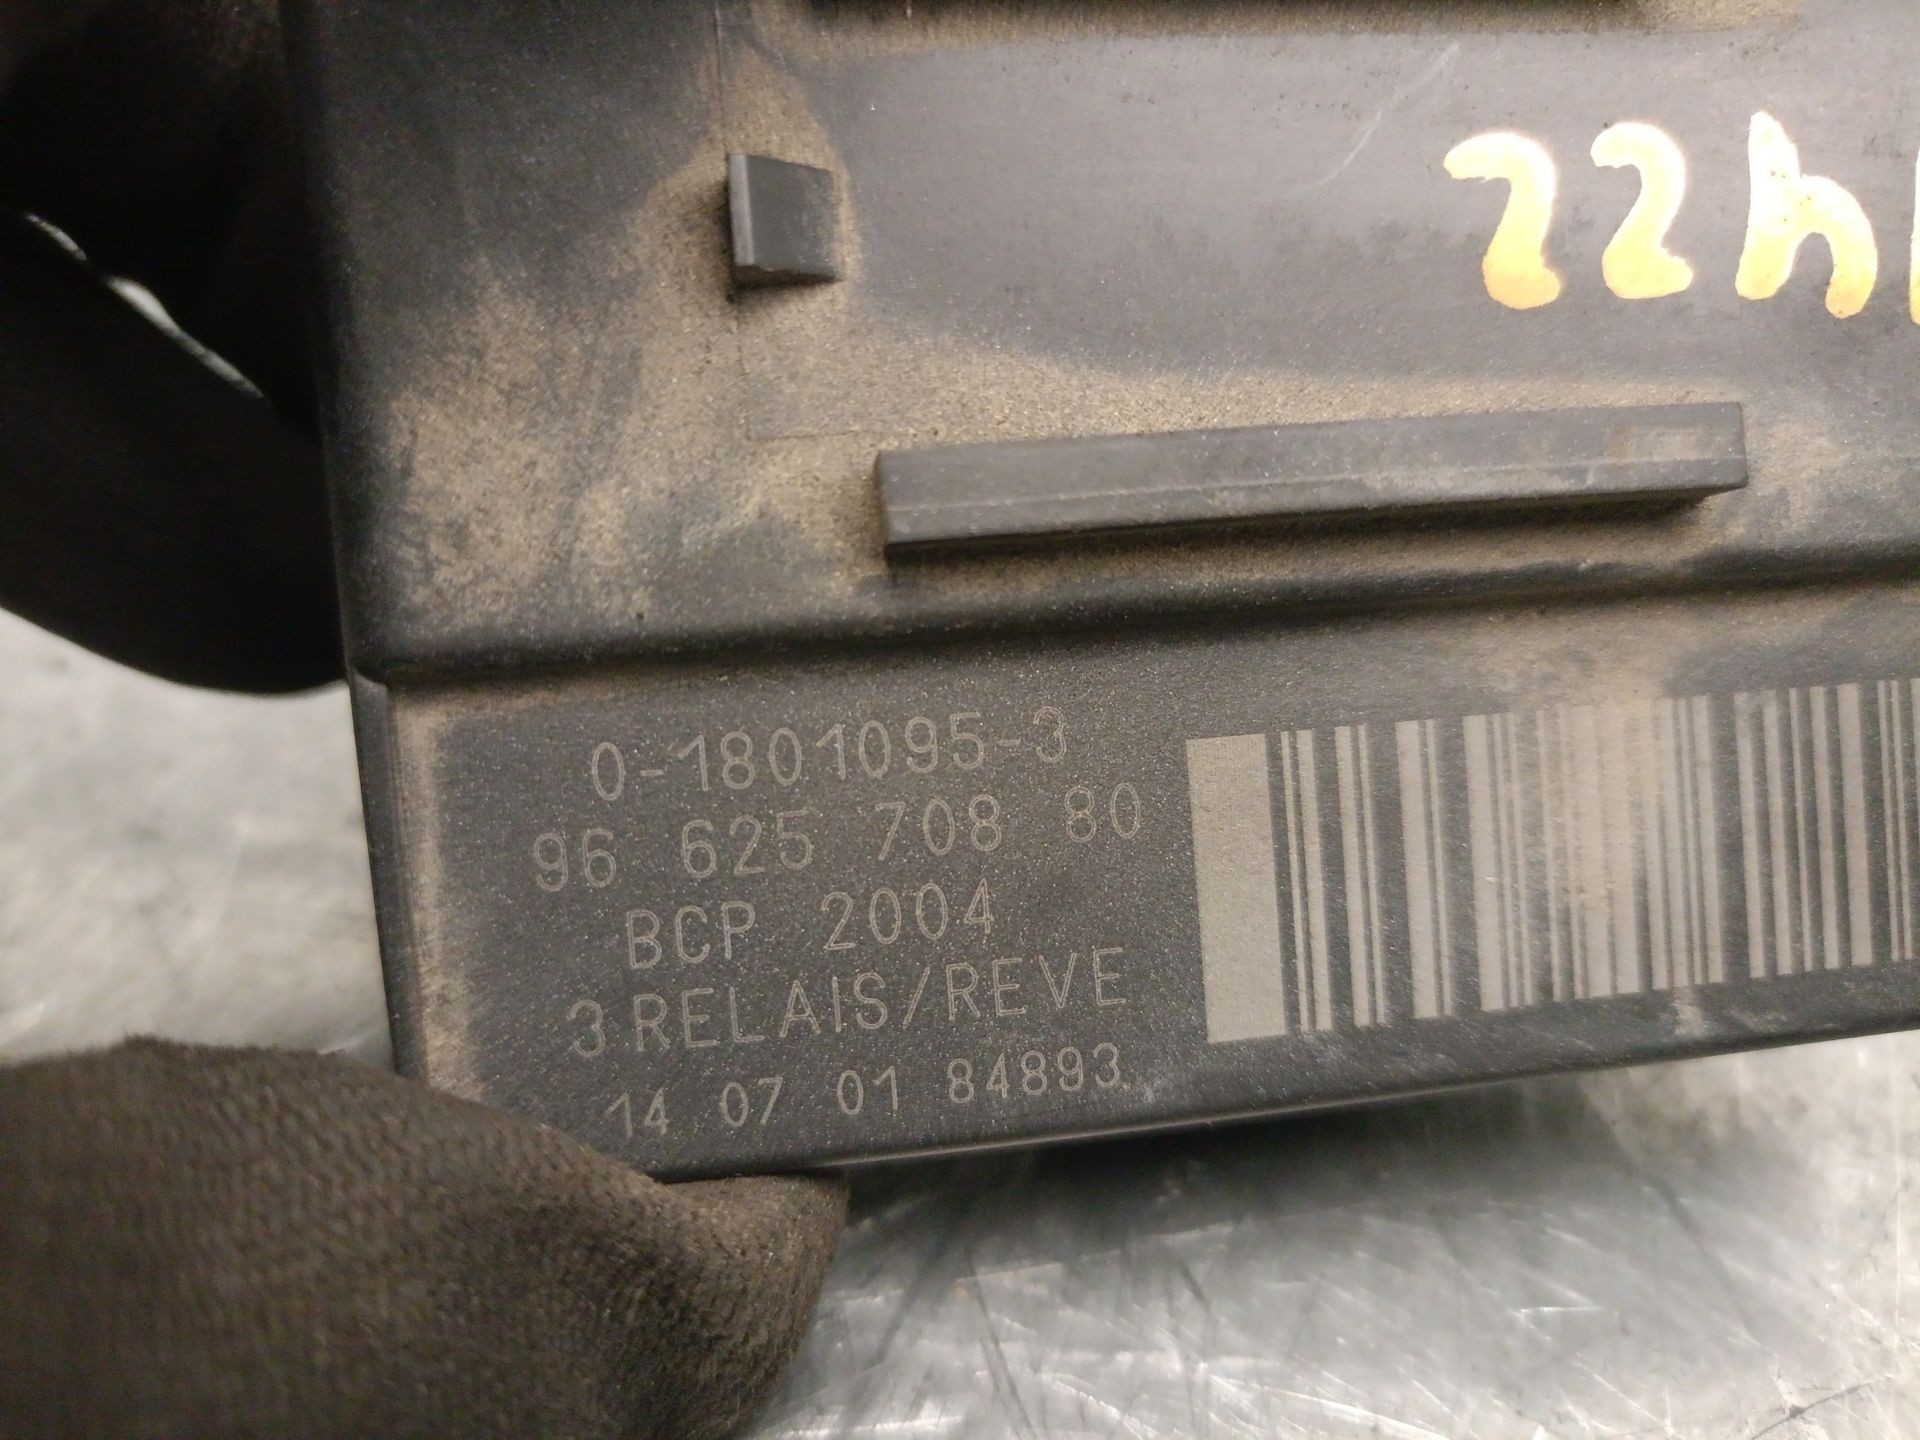 0-1801095-3
96 625 708 80
BCP 2004
3 RELAIS/REVE
14 07 01 84893